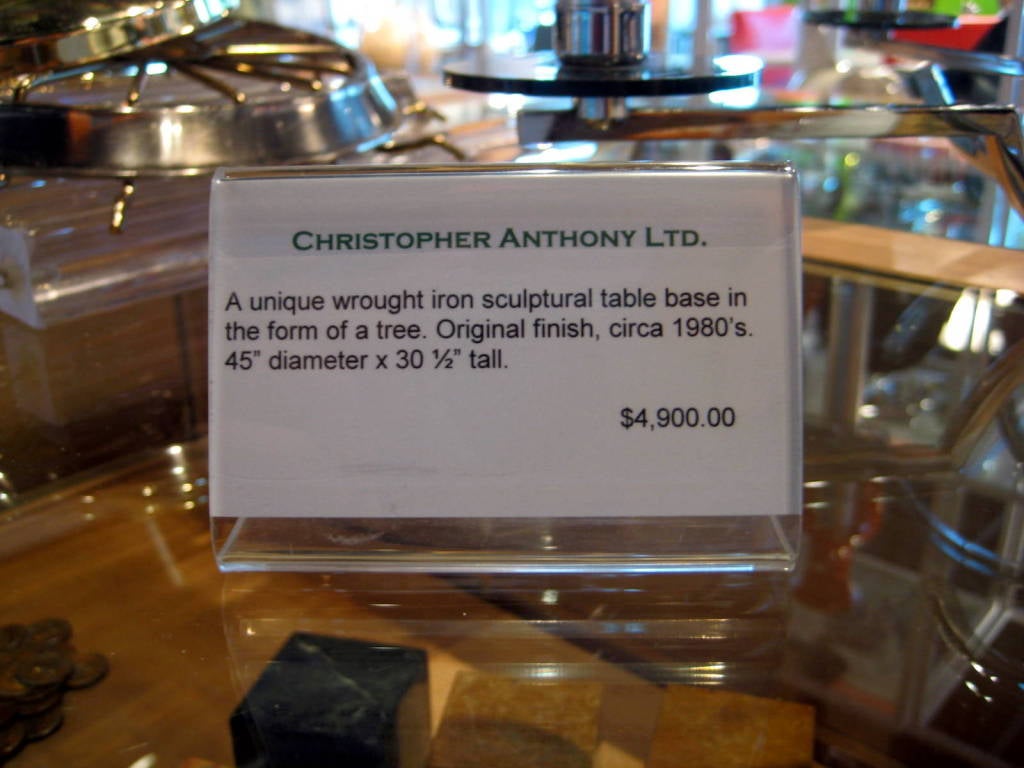 CHRISTOPHER ANTHONY LTD.
A unique wrought iron sculptural table base in
the form of a tree. Original finish, circa 1980's.
45” diameter x 30 ½” tall.
$4,900.00